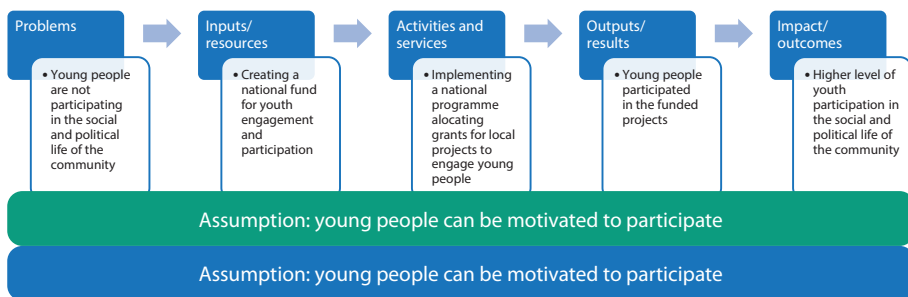 Problems
• Young people
are not
participating
in the social
and political
life of the
community
Inputs/
resources
• Creating a
national fund
for youth
engagement
and
participation
Activities and
services
• Implementing
a national
programme
alocating
grants for local
projects to
engage young
people
Outputs/
results
• Young people
participated
in the funded
projects
Impact/
outcomes
• Higher level of
youth
participation in
the social and
political life of
the community
Assumption: young people can be motivated to participate
Assumption: young people can be motivated to participate